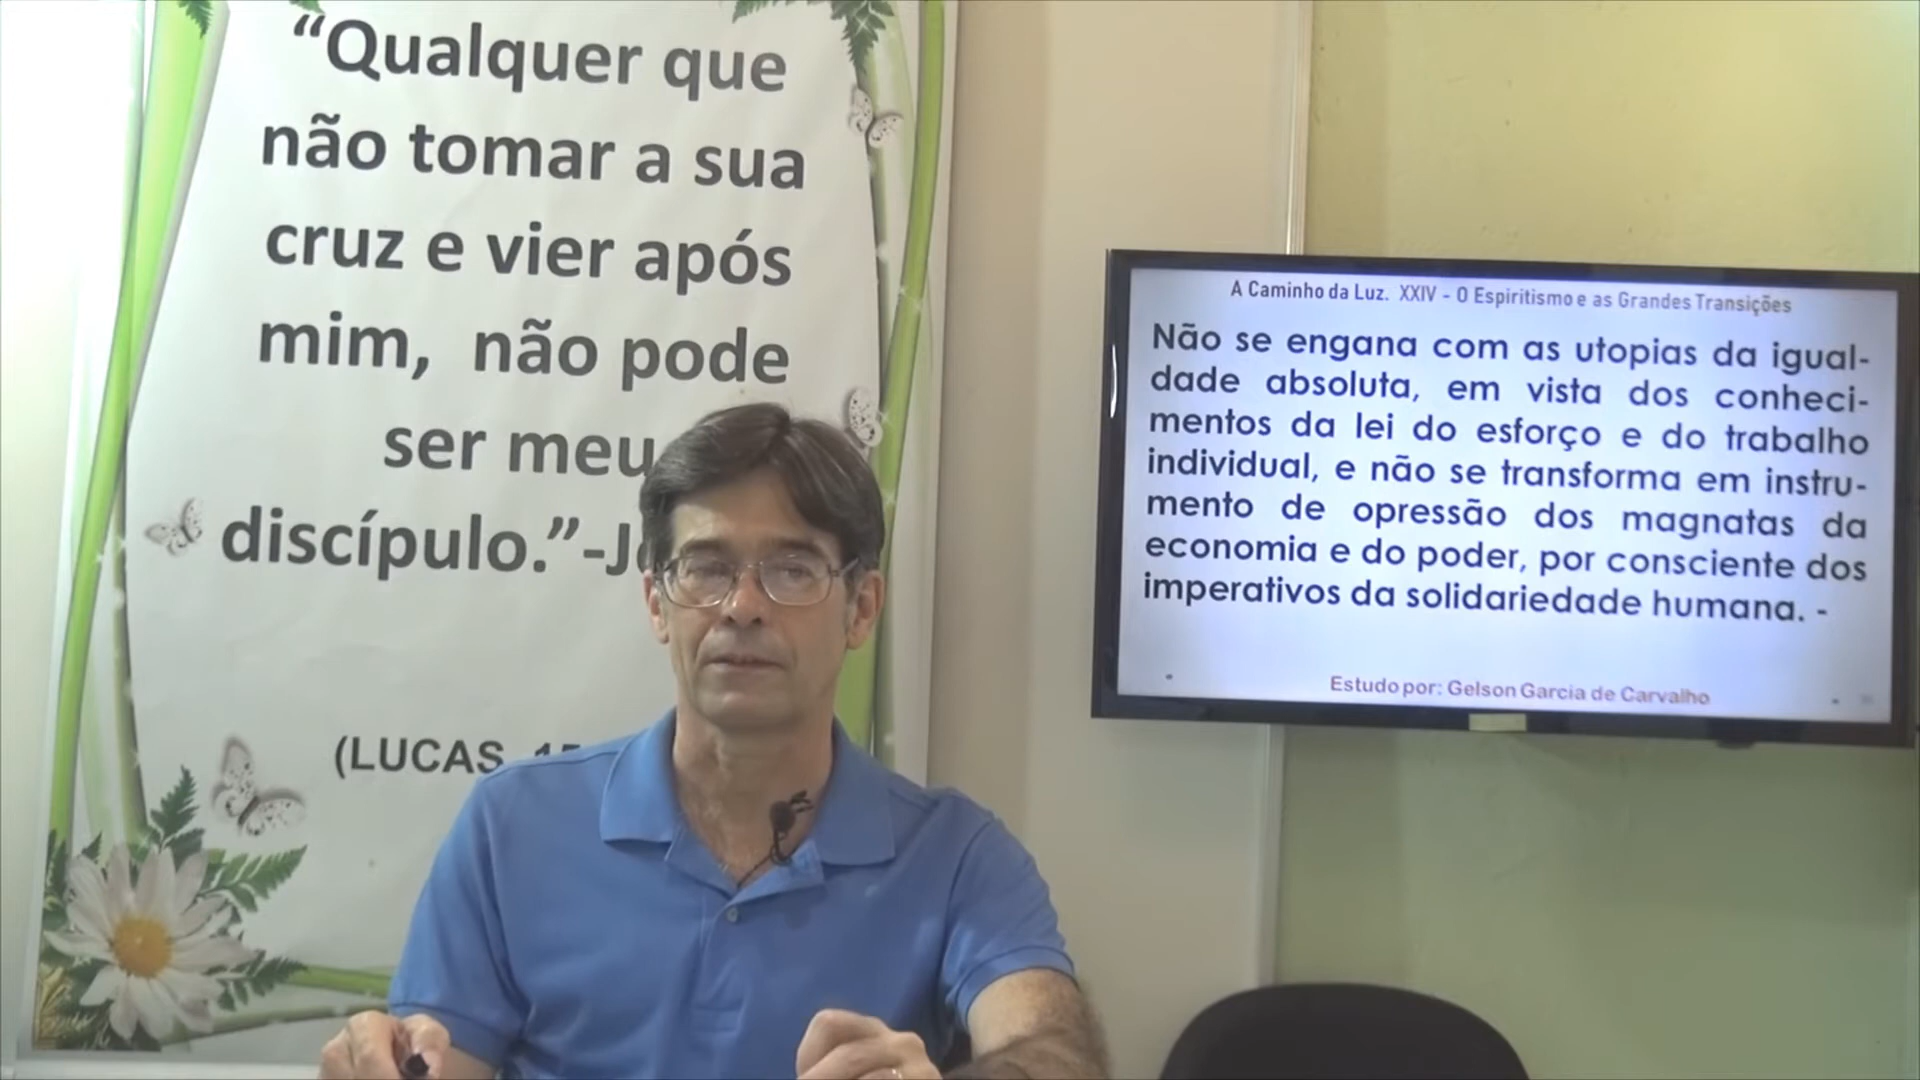 “Qualquer que
não tomar a sua
cruz e vier após
mim, não pode
ser meu
discípulo.”-J
(LUCAS
A Caminho da Luz. XXIV - O Espiritismo e as Grandes Transições
Não se engana com as utopias da igual-
dade absoluta, em vista dos conheci-
mentos da lei do esforço e do trabalho
individual, e não se transforma em instru-
mento de opressão dos magnatas da
economia e do poder, por consciente dos
imperativos da solidariedade humana. -
Estudo por: Gelson Garcia de Carvalho